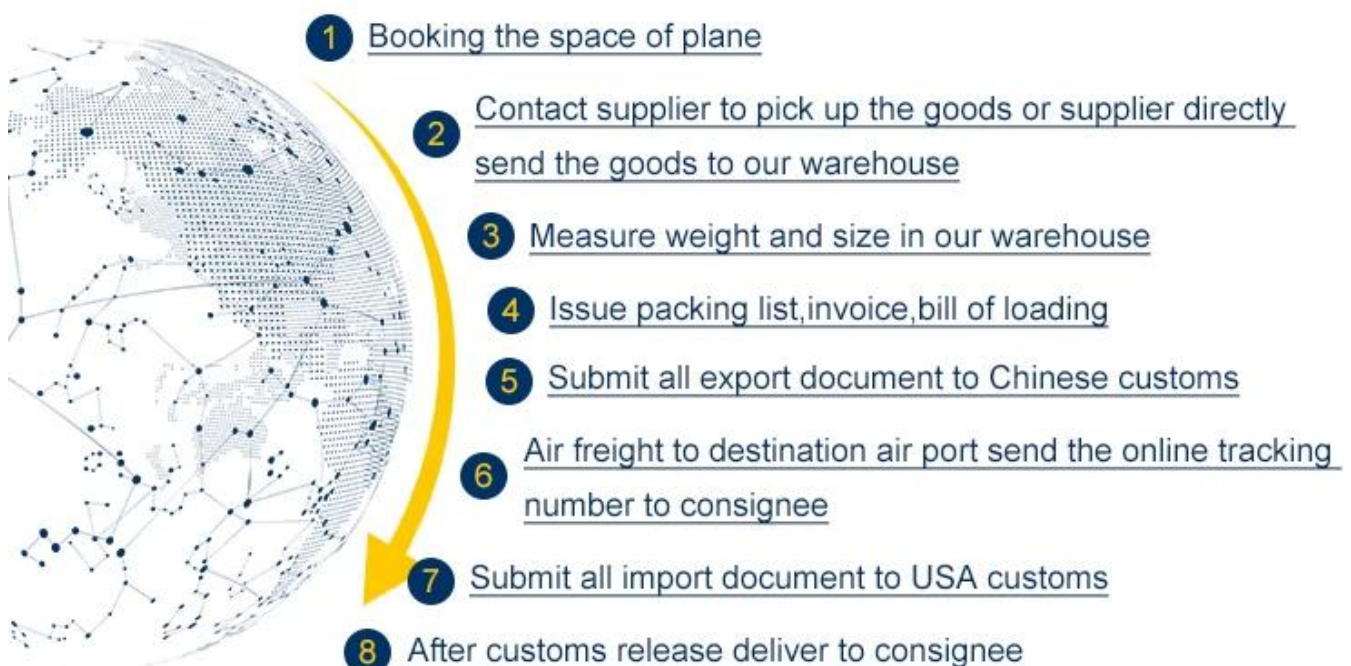 1 Booking the space of plane
2 Contact supplier to pick up the goods or supplier directly
send the goods to our warehouse
3 Measure weight and size in our warehouse
4 Issue packing list,invoice,bill of loading
5 Submit all export document to Chinese customs
6 Air freight to destination air port send the online tracking
number to consignee
7 Submit all import document to USA customs
8 After customs release deliver to consignee